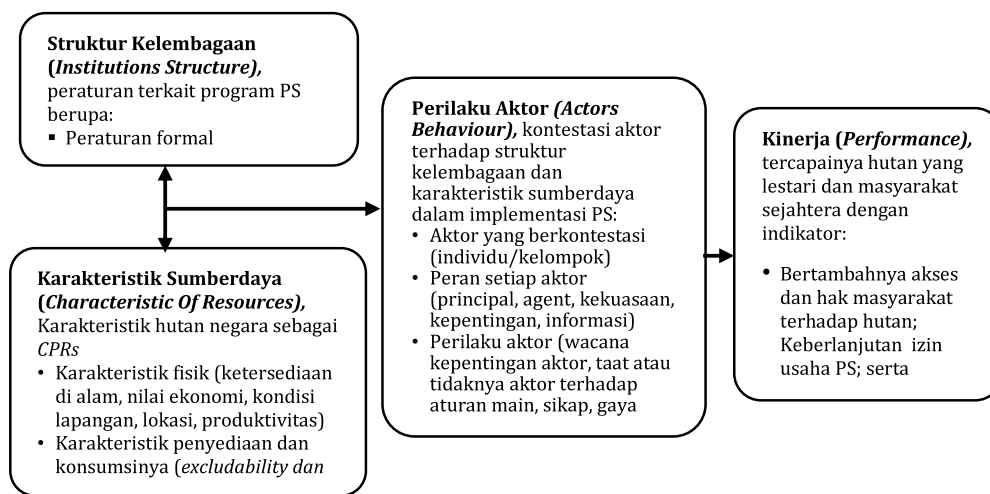 Struktur Kelembagaan
(Institutions Structure),
peraturan terkait program PS
berupa:
▪ Peraturan formal
Karakteristik Sumberdaya
(Characteristic Of Resources),
Karakteristik hutan negara sebagai
CPRs
• Karakteristik fisik (ketersediaan
di alam, nilai ekonomi, kondisi
lapangan, lokasi, produktivitas)
• Karakteristik penyediaan dan
konsumsinya (excludability dan
Perilaku Aktor (Actors
Behaviour), kontestasi aktor
terhadap struktur
kelembagaan dan
karakteristik sumberdaya
dalam implementasi PS:
• Aktor yang berkontestasi
(individu/kelompok)
• Peran setiap aktor
(principal, agent, kekuasaan,
kepentingan, informasi)
• Perilaku aktor (wacana
kepentingan aktor, taat atau
tidaknya aktor terhadap
aturan main, sikap, gaya
Kinerja (Performance),
tercapainya hutan yang
lestari dan masyarakat
sejahtera dengan
indikator:
• Bertambahnya akses
dan hak masyarakat
terhadap hutan;
Keberlanjutan izin
usaha PS; serta